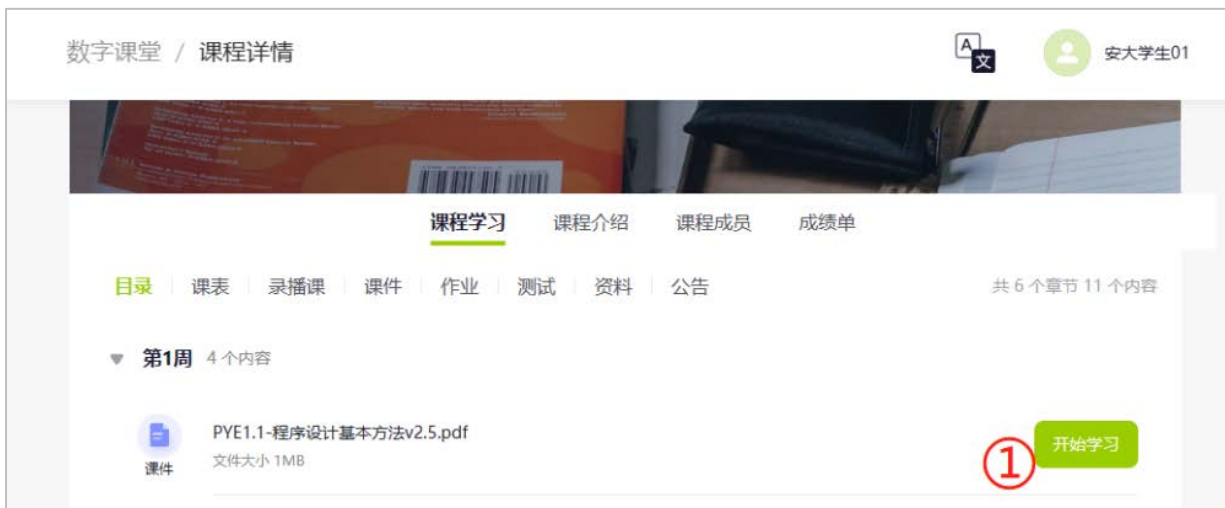 数字课堂 / 课程详情
A
文
安大学生01
课程学习 课程介绍 课程成员 成绩单
目录 课表 录播课 课件 作业 测试 资料 公告 共 6 个章节 11 个内容
第1周 4 个内容
PYE1.1-程序设计基本方法v2.5.pdf
课件 文件大小 1MB
① 开始学习